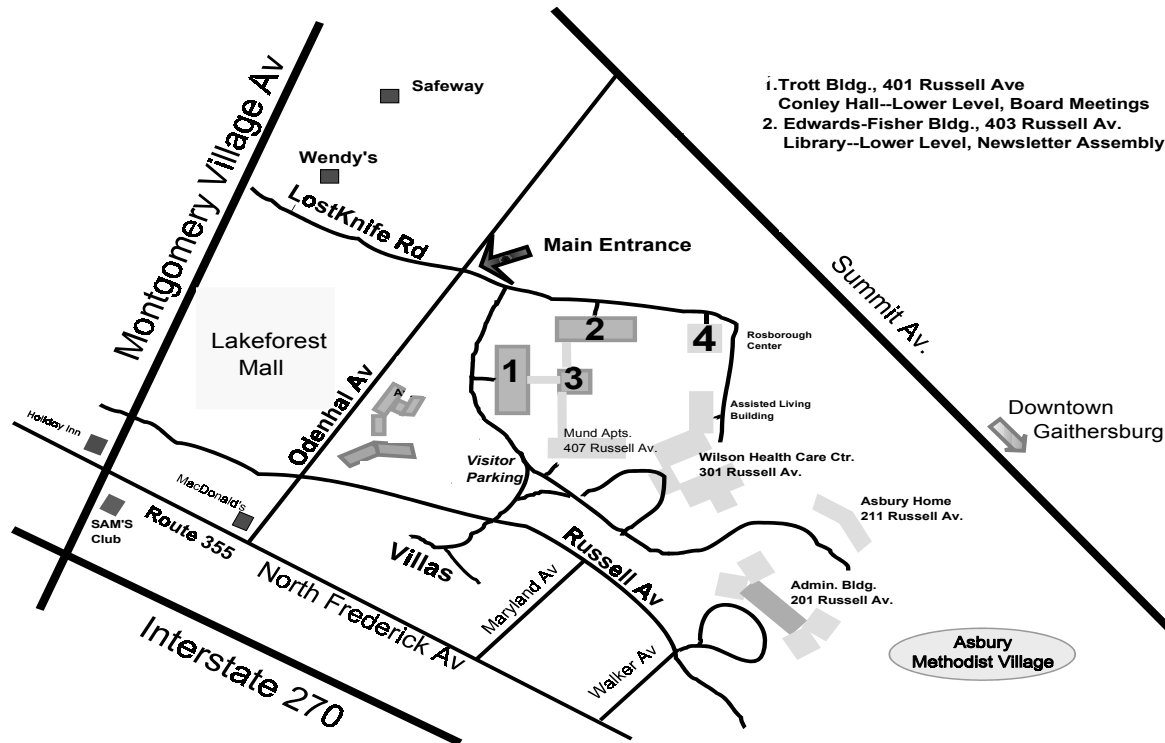 Montgomery Village Av
Safeway
Wendy's
LostKnife Rd
Main Entrance
1.Trott Bldg., 401 Russell Ave
Conley Hall--Lower Level, Board Meetings
2. Edwards-Fisher Bldg., 403 Russell Av.
Library--Lower Level, Newsletter Assembly
Summit Av.
Lakeforest
Mall
Odenhal Av
1
2
3
4
Rosborough
Center
Assisted Living
Building
Mund Apts.
407 Russell Av.
Wilson Health Care Ctr.
301 Russell Av.
Downtown
Gaithersburg
Holiday Inn
SAM'S
Club
MacDonald's
Route 355
North Frederick Av
Interstate 270
Visitor
Parking
Villas
Russell Av
Maryland Av
Walker Av
Asbury Home
211 Russell Av.
Admin. Bldg.
201 Russell Av.
Asbury
Methodist Village